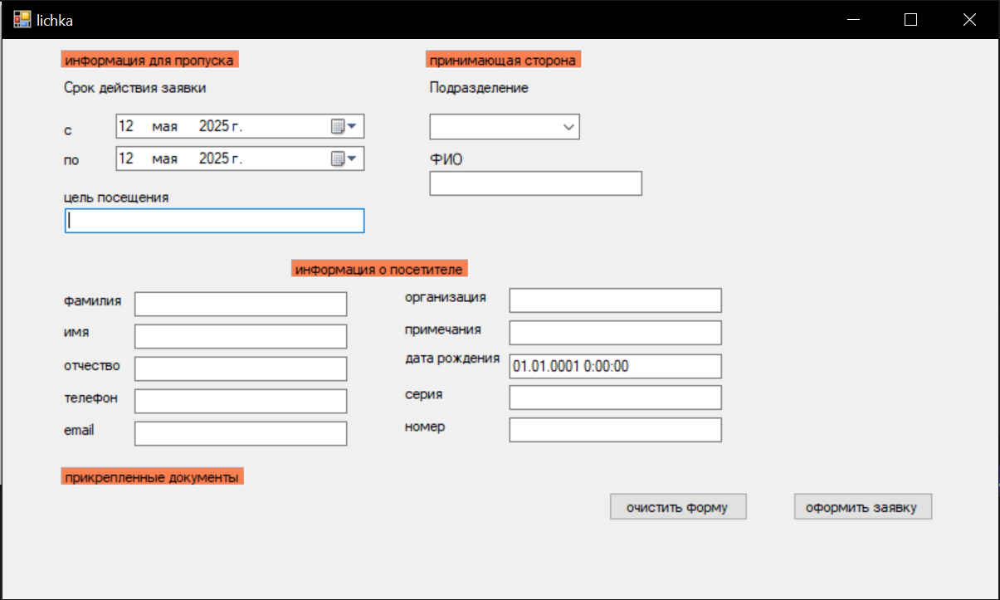 lichka
информация для пропуска
принимающая сторона
Срок действия заявки
Подразделение
с
12 мая 2025 г.
по
12 мая 2025 г.
ФИО
цель посещения
информация о посетителе
фамилия
имя
отчество
телефон
email
организация
примечания
дата рождения
01.01.0001 0:00:00
серия
номер
прикрепленные документы
очистить форму
оформить заявку